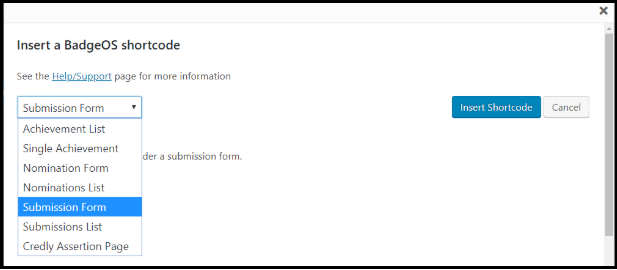 Insert a BadgeOS shortcode
See the Help/Support page for more information
Submission Form
Insert Shortcode
Cancel
Achievement List
Single Achievement
der a submission form.
Nomination Form
Nominations List
Submission Form
Submissions List
Credly Assertion Page